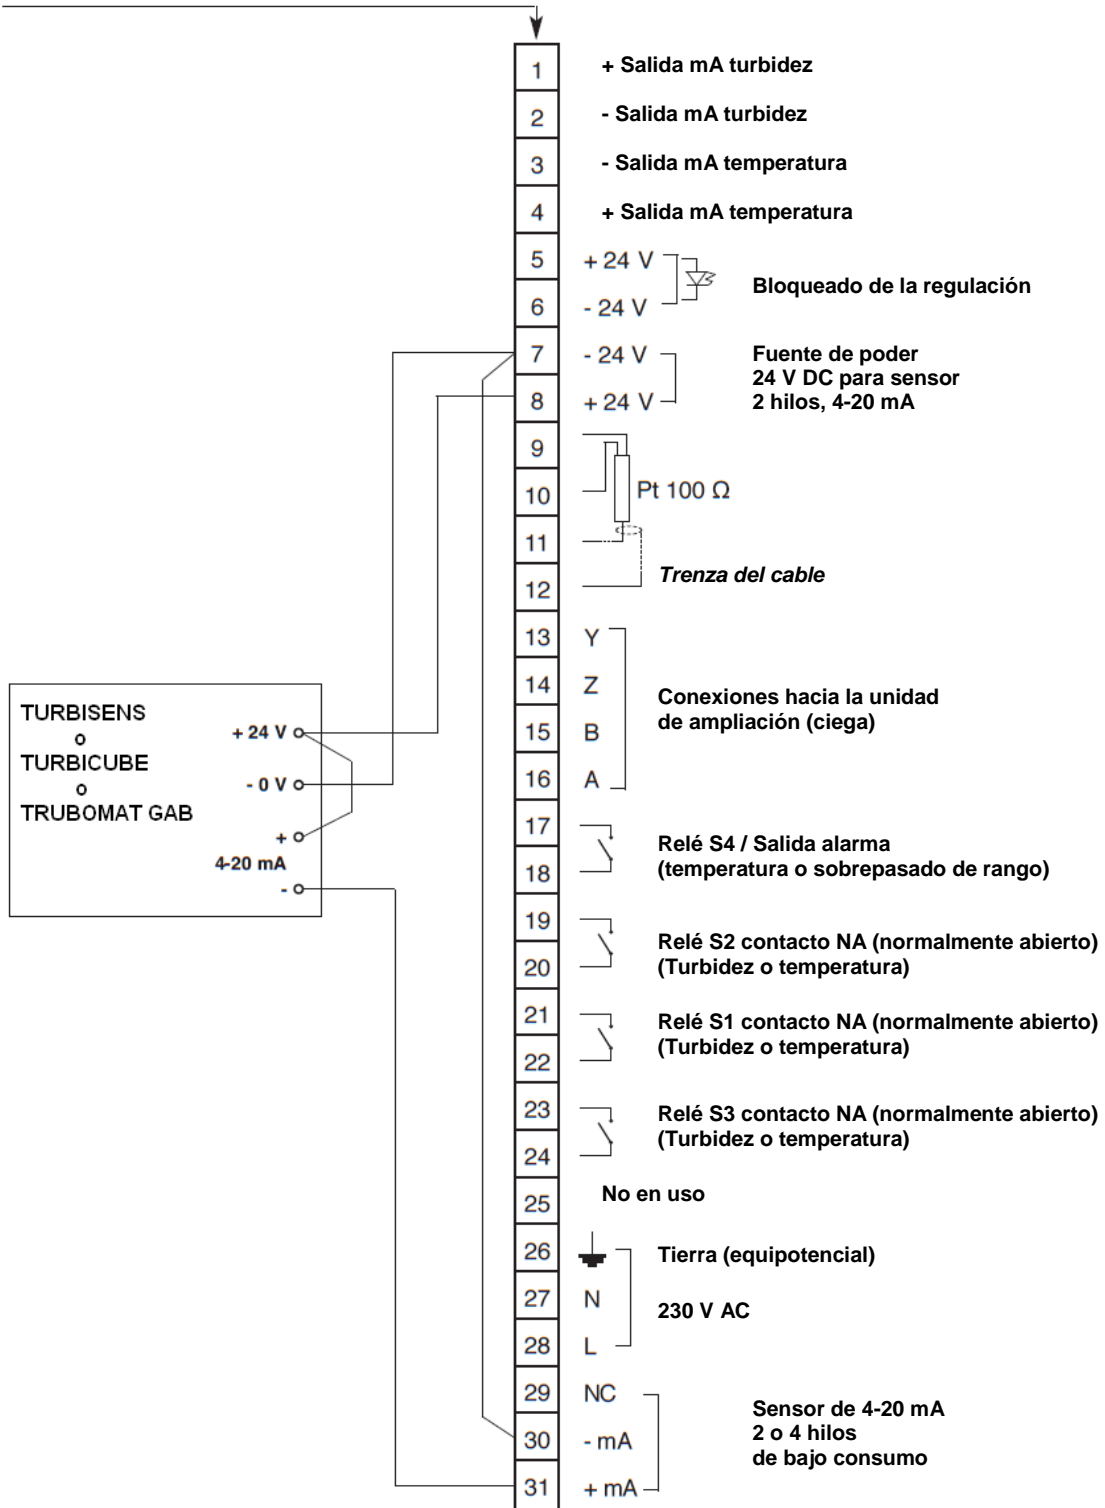 1 + Salida mA turbidez
2 - Salida mA turbidez
3 - Salida mA temperatura
4 + Salida mA temperatura
5 + 24 V
6 - 24 V
Bloqueado de la regulación
7 - 24 V
8 + 24 V
Fuente de poder
24 V DC para sensor
2 hilos, 4-20 mA
9
10
11
12
Pt 100 Ω
Trenza del cable
13 Y
14 Z
15 B
16 A
Conexiones hacia la unidad
de ampliación (ciega)
TURBISENS
o
TURBICUBE
o
TRUBOMAT GAB
+ 24 V
- 0 V
+
4-20 mA
-
17
18
Relé S4 / Salida alarma
(temperatura o sobrepasado de rango)
19
20
Relé S2 contacto NA (normalmente abierto)
(Turbidez o temperatura)
21
22
Relé S1 contacto NA (normalmente abierto)
(Turbidez o temperatura)
23
24
Relé S3 contacto NA (normalmente abierto)
(Turbidez o temperatura)
25 No en uso
26 Tierra (equipotencial)
27 N
28 L
230 V AC
29 NC
30 - mA
31 + mA
Sensor de 4-20 mA
2 o 4 hilos
de bajo consumo